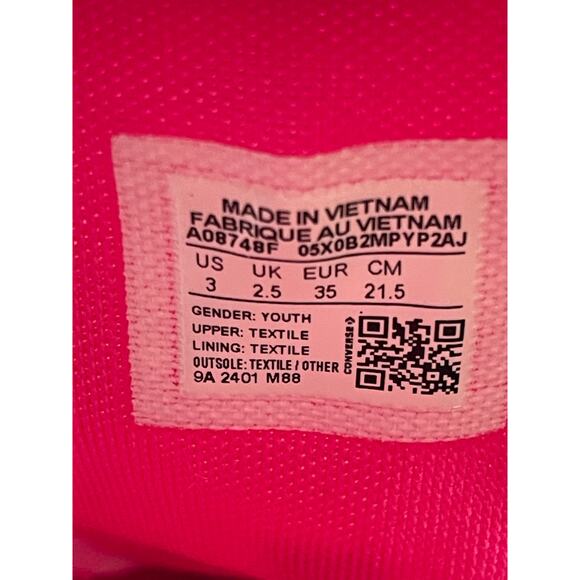 MADE IN VIETNAM
FABRIQUE AU VIETNAM
A08748F 05X0B2MPYP2AJ
US UK EUR CM
3 2.5 35 21.5
GENDER: YOUTH
UPPER: TEXTILE
LINING: TEXTILE
OUTSOLE: TEXTILE / OTHER
9A 2401 M88
CONVERSE